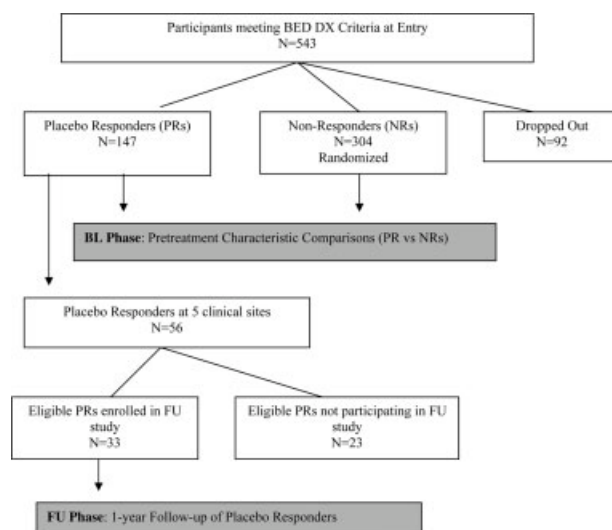 Participants meeting BED DX Criteria at Entry
N=543
Placebo Responders (PRs)
N=147
Non-Responders (NRs)
N=304
Randomized
Dropped Out
N=92
BL Phase: Pretreatment Characteristic Comparisons (PR vs NRs)
Placebo Responders at 5 clinical sites
N=56
Eligible PRs enrolled in FU
study
N=33
Eligible PRs not participating in FU
study
N=23
FU Phase: 1-year Follow-up of Placebo Responders